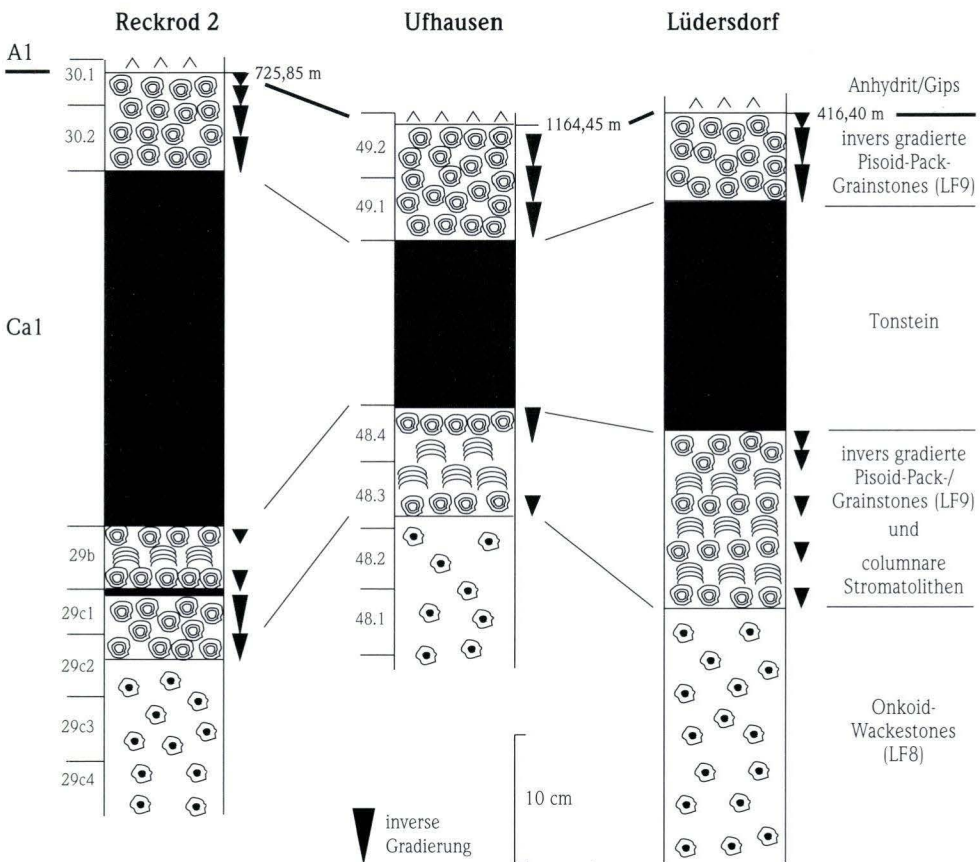 Reckrod 2
Ufhausen
Lüdersdorf
A1
Ca1
30.1
30.2
29b
29c1
29c2
29c3
29c4
725,85 m
49.2
49.1
48.4
48.3
48.2
48.1
1164,45 m
416,40 m
Anhydrit/Gips
invers gradierte
Pisoid-Pack-
Grainstones (LF9)
Tonstein
invers gradierte
Pisoid-Pack-/
Grainstones (LF9)
und
columnare
Stromatolithen
Onkoid-
Wackestones
(LF8)
inverse
Gradierung
10 cm